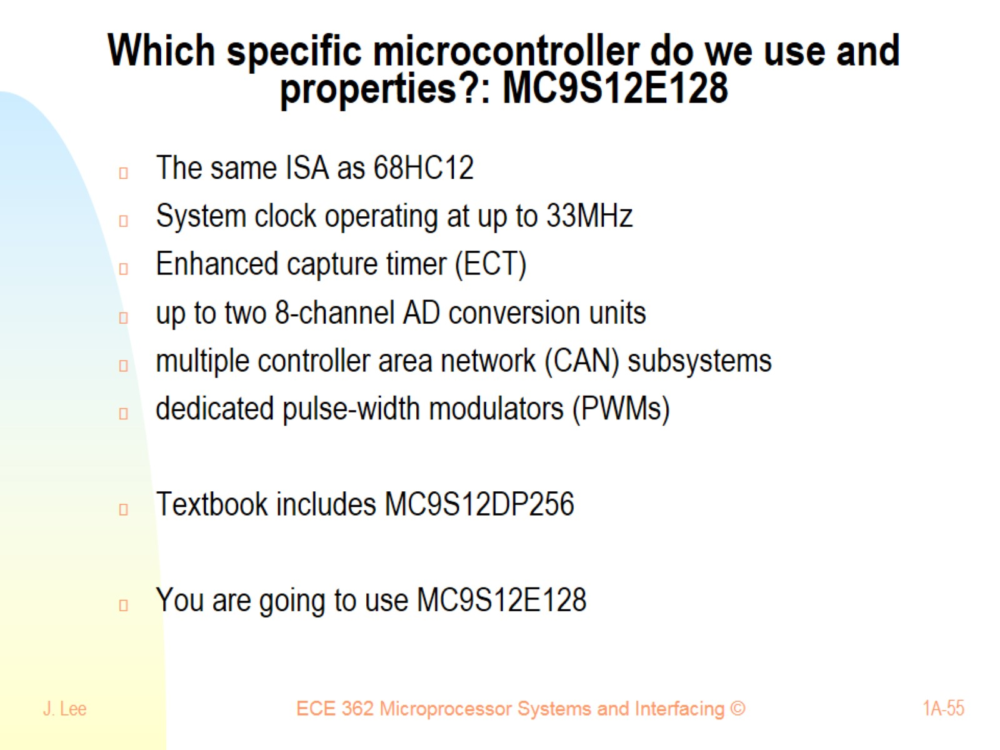 Which specific microcontroller do we use and
properties?: MC9S12E128
The same ISA as 68HC12
System clock operating at up to 33MHz
Enhanced capture timer (ECT)
up to two 8-channel AD conversion units
multiple controller area network (CAN) subsystems
dedicated pulse-width modulators (PWMs)
Textbook includes MC9S12DP256
You are going to use MC9S12E128
J. Lee
ECE 362 Microprocessor Systems and Interfacing ©
1A-55